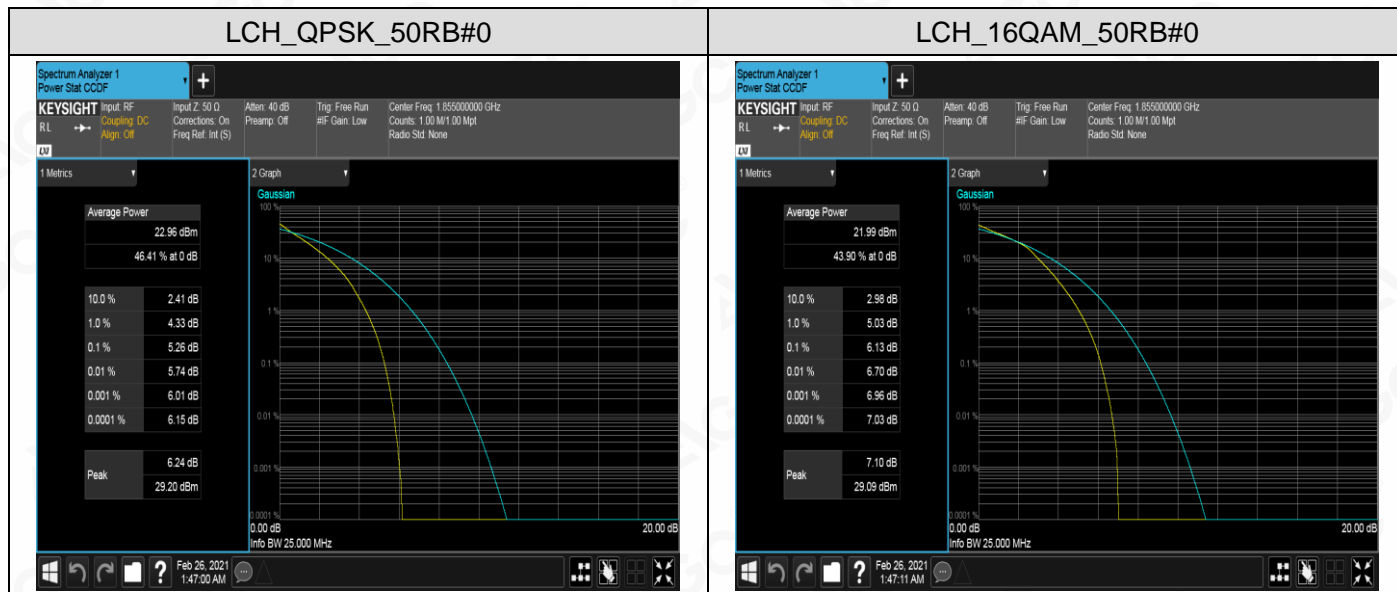 LCH_QPSK_50RB#0
Spectrum Analyzer 1
Power Stat CCDF
+
KEYSIGHT
Input: RF
Input Z: 50 Ω
Atten: 40 dB
Trig: Free Run
Center Freq: 1.855000000 GHz
RL
Coupling: DC
Corrections: On
Preamp: Off
#IF Gain: Low
Counts: 1.00 M/1.00 Mpt
Align: Off
Freq Ref: Int (S)
Radio Std: None
LXI
1 Metrics
2 Graph
Gaussian
Average Power
22.96 dBm
46.41 % at 0 dB
10.0 % 2.41 dB
1.0 % 4.33 dB
0.1 % 5.26 dB
0.01 % 5.74 dB
0.001 % 6.01 dB
0.0001 % 6.15 dB
Peak
6.24 dB
29.20 dBm
100 %
10 %
1 %
0.1 %
0.01 %
0.001 %
0.0001 %
0.00 dB
20.00 dB
Info BW 25.000 MHz
?
Feb 26, 2021
1:47:00 AM
LCH_16QAM_50RB#0
Spectrum Analyzer 1
Power Stat CCDF
+
KEYSIGHT
Input: RF
Input Z: 50 Ω
Atten: 40 dB
Trig: Free Run
Center Freq: 1.855000000 GHz
RL
Coupling: DC
Corrections: On
Preamp: Off
#IF Gain: Low
Counts: 1.00 M/1.00 Mpt
Align: Off
Freq Ref: Int (S)
Radio Std: None
LXI
1 Metrics
2 Graph
Gaussian
Average Power
21.99 dBm
43.90 % at 0 dB
10.0 % 2.98 dB
1.0 % 5.03 dB
0.1 % 6.13 dB
0.01 % 6.70 dB
0.001 % 6.96 dB
0.0001 % 7.03 dB
Peak
7.10 dB
29.09 dBm
100 %
10 %
1 %
0.1 %
0.01 %
0.001 %
0.0001 %
0.00 dB
20.00 dB
Info BW 25.000 MHz
?
Feb 26, 2021
1:47:11 AM